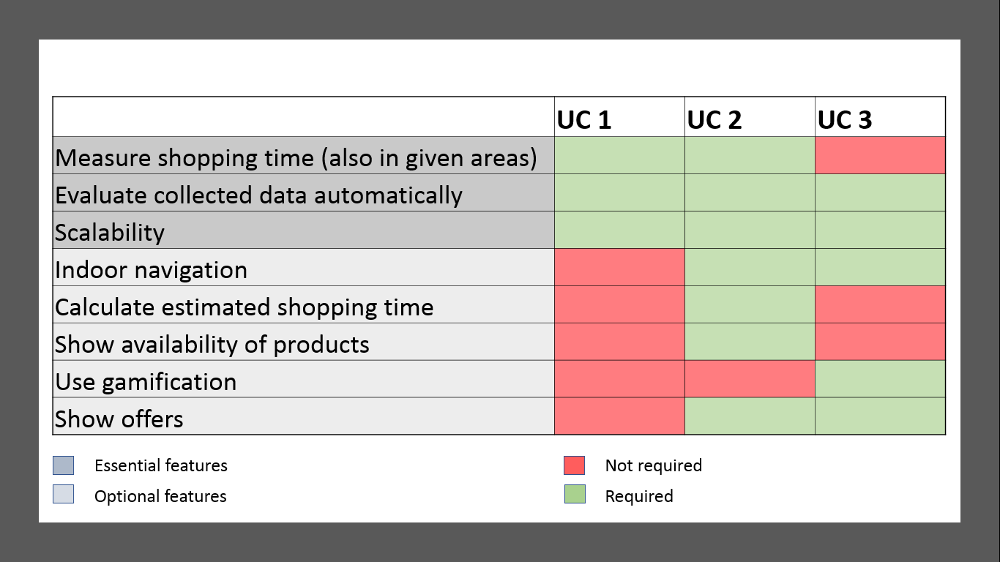 UC 1 UC 2 UC 3
Measure shopping time (also in given areas)
Evaluate collected data automatically
Scalability
Indoor navigation
Calculate estimated shopping time
Show availability of products
Use gamification
Show offers
Essential features
Not required
Optional features
Required